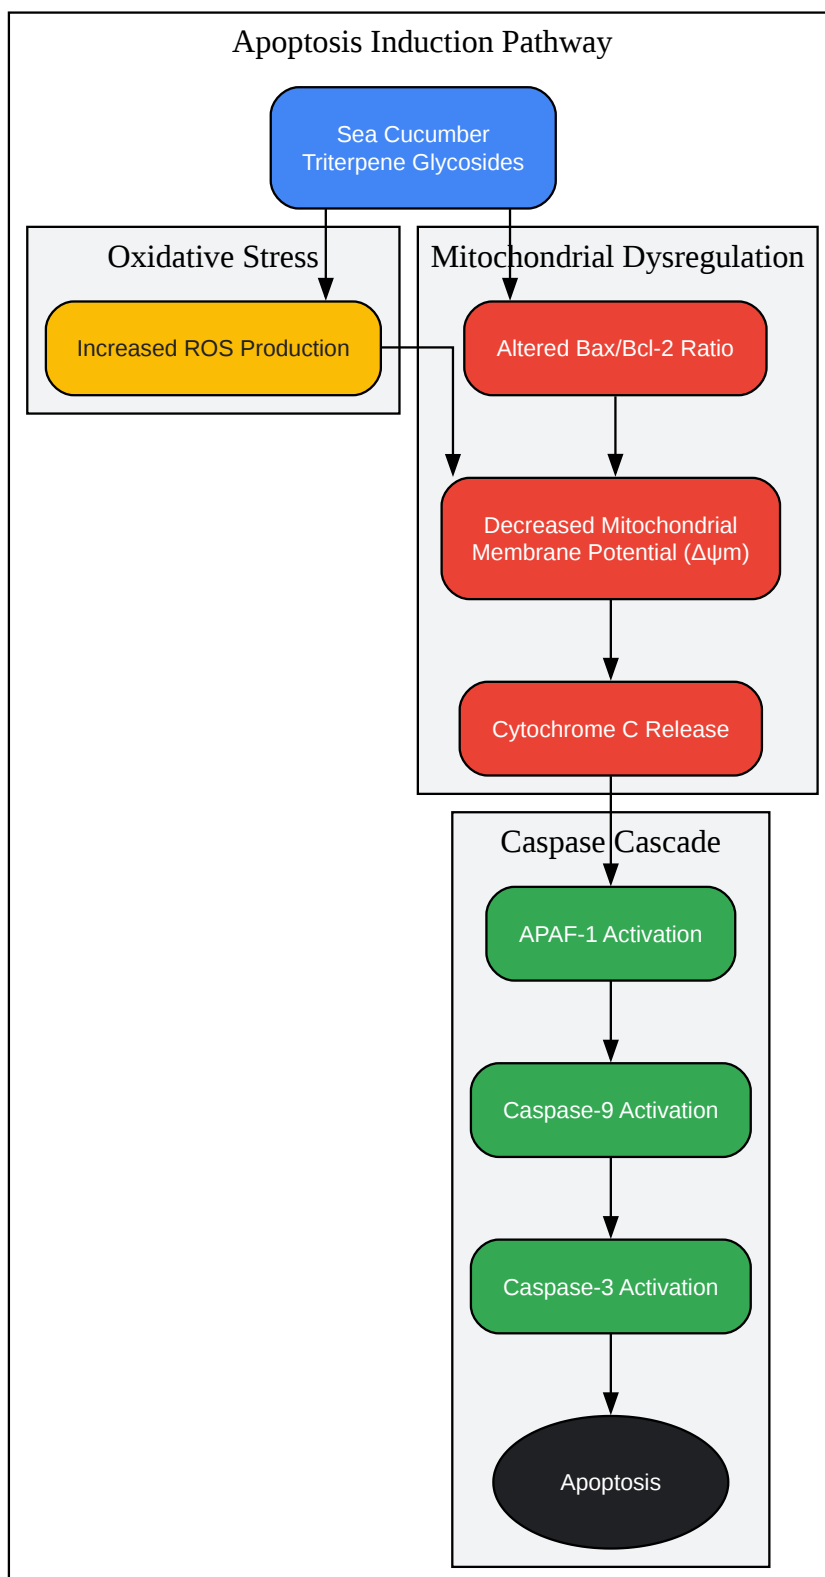 Apoptosis Induction Pathway
Sea Cucumber
Triterpene Glycosides
Oxidative Stress
Mitochondrial Dysregulation
Increased ROS Production
Altered Bax/Bcl-2 Ratio
Decreased Mitochondrial
Membrane Potential (Δψm)
Cytochrome C Release
Caspase Cascade
APAF-1 Activation
Caspase-9 Activation
Caspase-3 Activation
Apoptosis